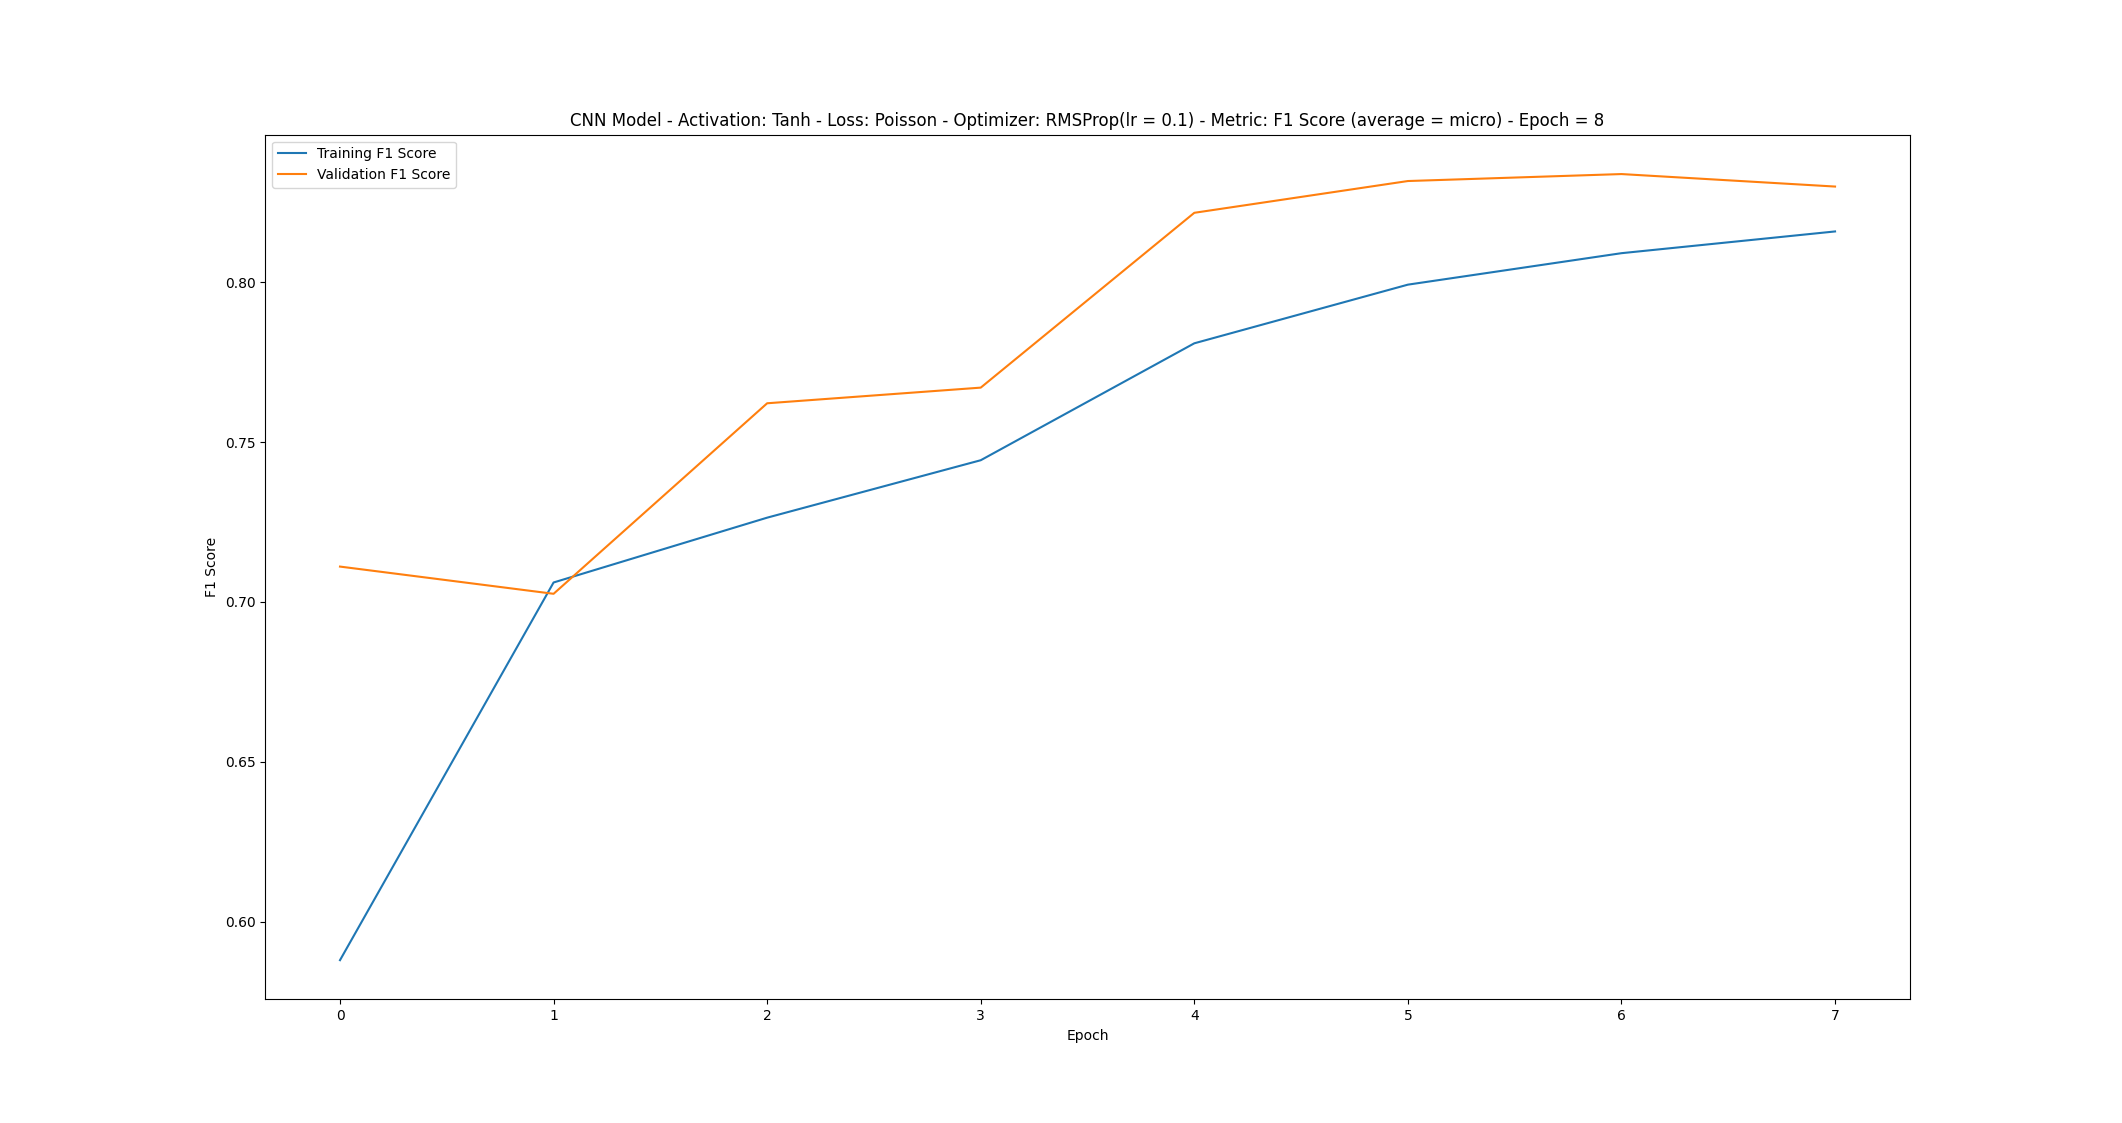 CNN Model - Activation: Tanh - Loss: Poisson - Optimizer: RMSProp(lr = 0.1) - Metric: F1 Score (average = micro) - Epoch = 8
Training F1 Score
Validation F1 Score
0.80
0.75
0.70
0.65
0.60
F1 Score
0 1 2 3 4 5 6 7
Epoch